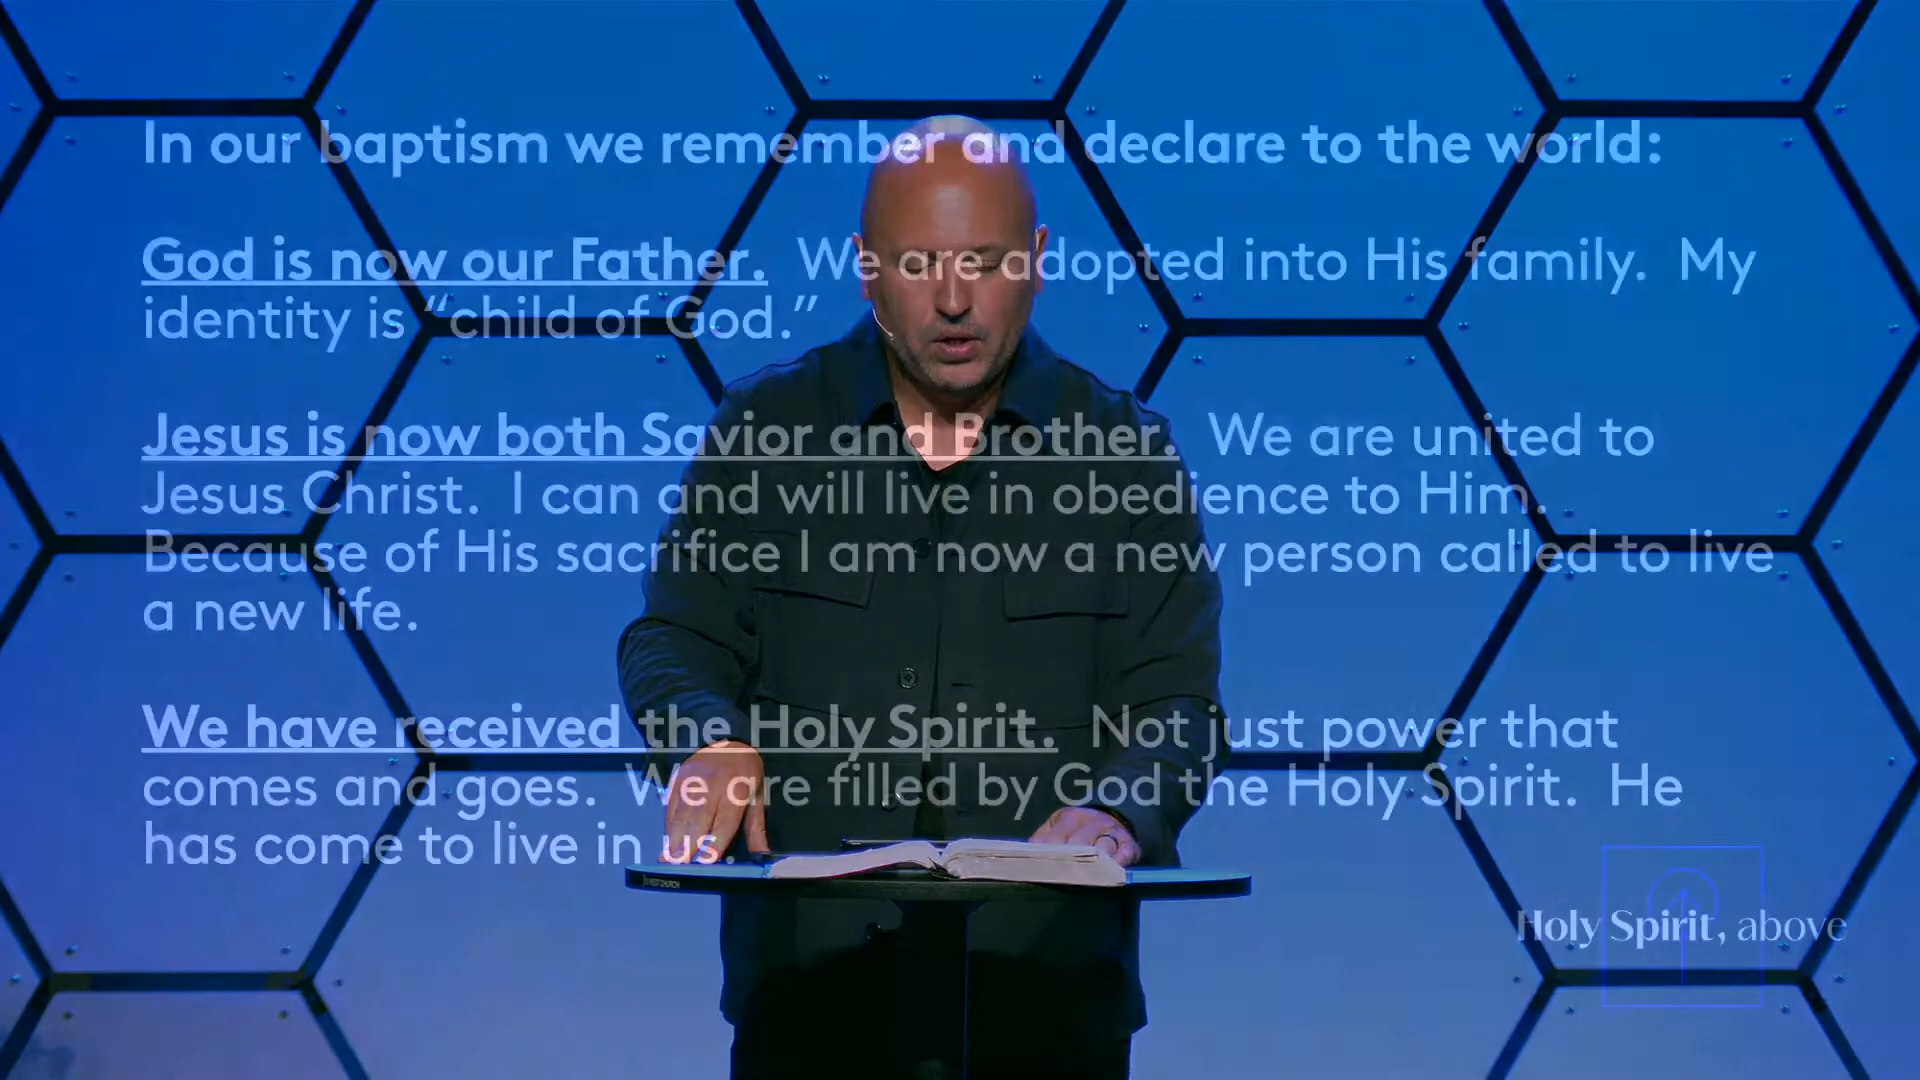 In our baptism we remember and declare to the world:
God is now our Father. We are adopted into His family. My
identity is “child of God.”
Jesus is now both Savior and Brother. We are united to
Jesus Christ. I can and will live in obedience to Him.
Because of His sacrifice I am now a new person called to live
a new life.
We have received the Holy Spirit. Not just power that
comes and goes. We are filled by God the Holy Spirit. He
has come to live in us.
Holy Spirit, above